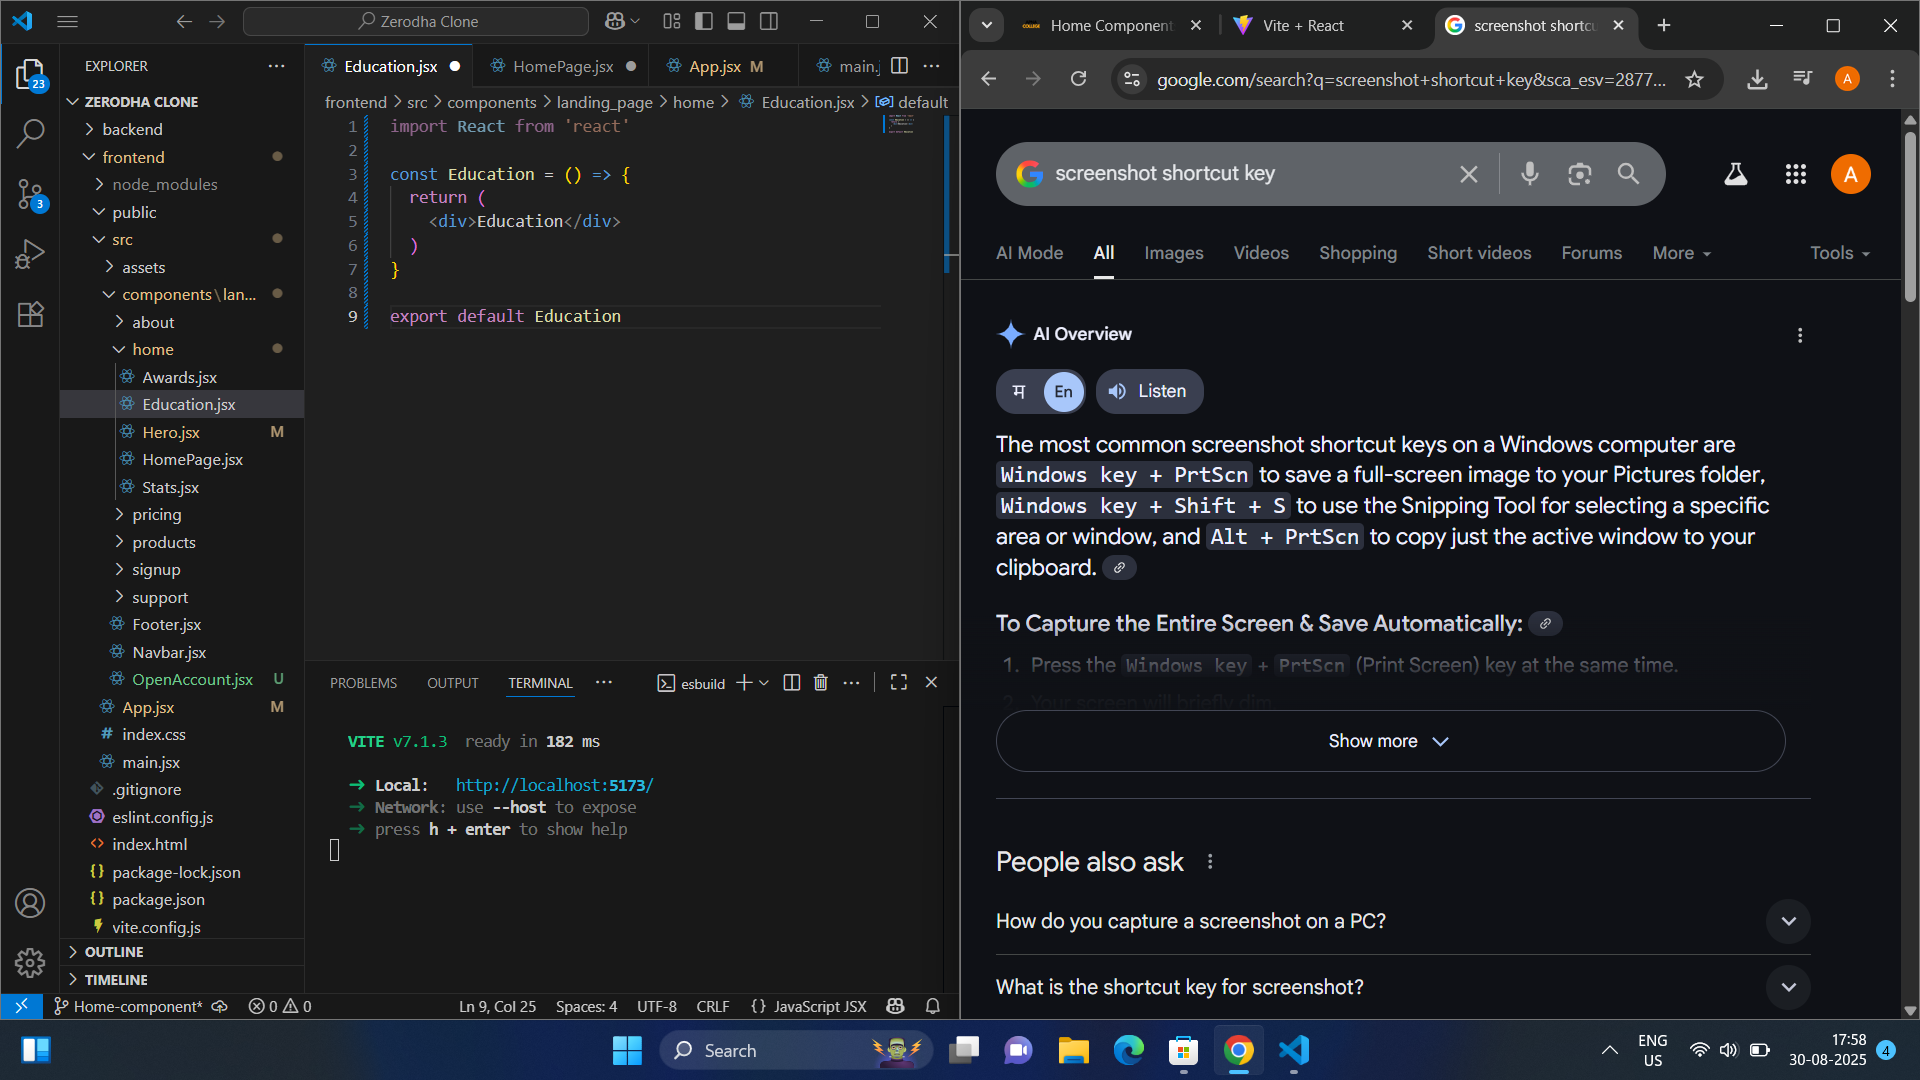 Zerodha Clone
EXPLORER
ZERODHA CLONE
backend
frontend
node_modules
public
src
assets
components\lan...
about
home
Awards.jsx
Education.jsx
Hero.jsx M
HomePage.jsx
Stats.jsx
pricing
products
signup
support
Footer.jsx
Navbar.jsx
OpenAccount.jsx U
App.jsx M
index.css
main.jsx
.gitignore
eslint.config.js
index.html
package-lock.json
package.json
vite.config.js
OUTLINE
TIMELINE
23
3
Education.jsx HomePage.jsx App.jsx M main.j
frontend > src > components > landing_page > home > Education.jsx > default
1 import React from 'react'
2
3 const Education = () => {
4 return (
5 <div>Education</div>
6 )
7 }
8
9 export default Education
PROBLEMS OUTPUT TERMINAL ... esbuild
VITE v7.1.3 ready in 182 ms
➜ Local: http://localhost:5173/
➜ Network: use --host to expose
➜ press h + enter to show help
Home-component* 0 0 Ln 9, Col 25 Spaces: 4 UTF-8 CRLF {} JavaScript JSX
Home Component Vite + React screenshot shortcu
google.com/search?q=screenshot+shortcut+key&sca_esv=2877... A
screenshot shortcut key
A
AI Mode All Images Videos Shopping Short videos Forums More Tools
AI Overview
म En Listen
The most common screenshot shortcut keys on a Windows computer are
Windows key + PrtScn to save a full-screen image to your Pictures folder,
Windows key + Shift + S to use the Snipping Tool for selecting a specific
area or window, and Alt + PrtScn to copy just the active window to your
clipboard.
To Capture the Entire Screen & Save Automatically:
1. Press the Windows key + PrtScn (Print Screen) key at the same time.
2. Your screen will briefly dim
Show more
People also ask
How do you capture a screenshot on a PC?
What is the shortcut key for screenshot?
Search
ENG
US
17:58
30-08-2025
4